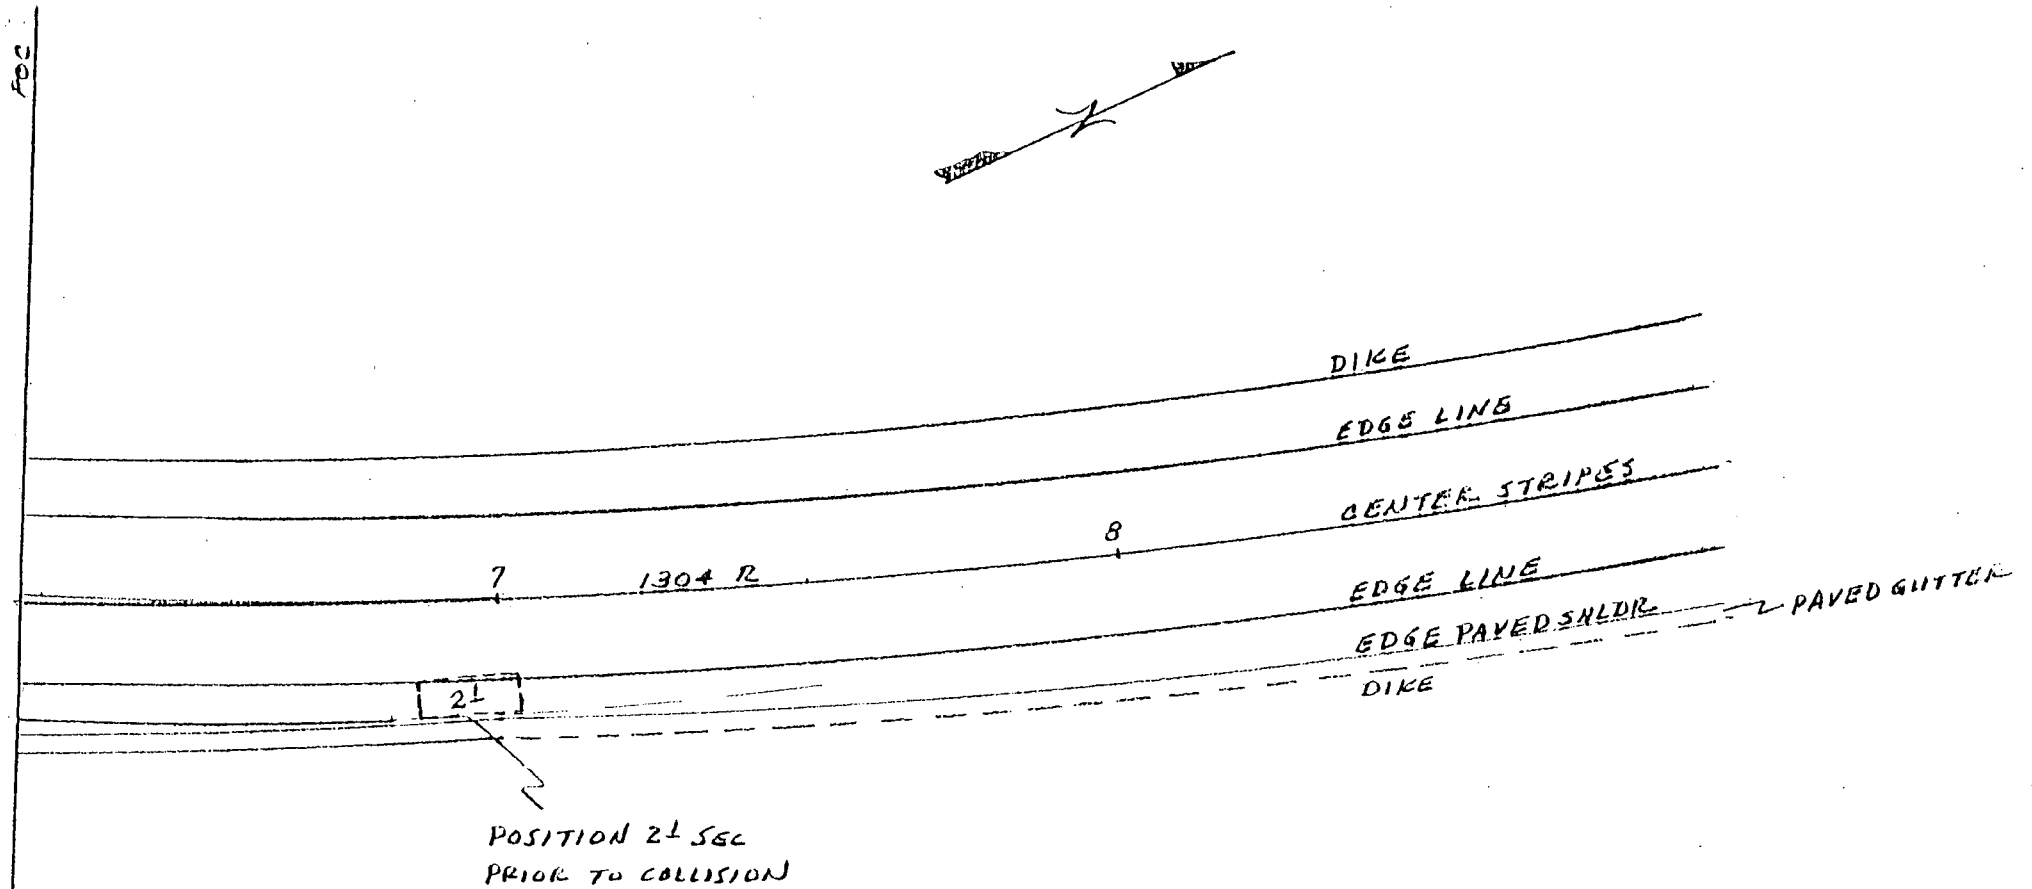 POC
DIKE
EDGE LINE
CENTER STRIPES
8
7
1304 R
EDGE LINE
PAVED GUTTER
EDGE PAVED SHLDR
DIKE
POSITION 2 SEC
PRIOR TO COLLISION